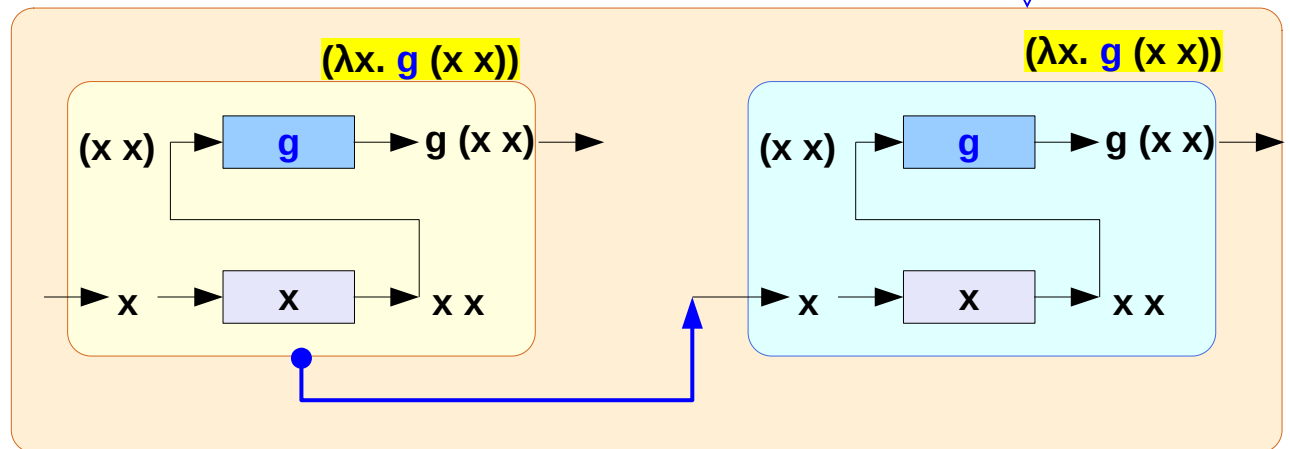 (λx. g (x x))
(x x) g g (x x)
x x x x
(λx. g (x x))
(x x) g g (x x)
x x x x